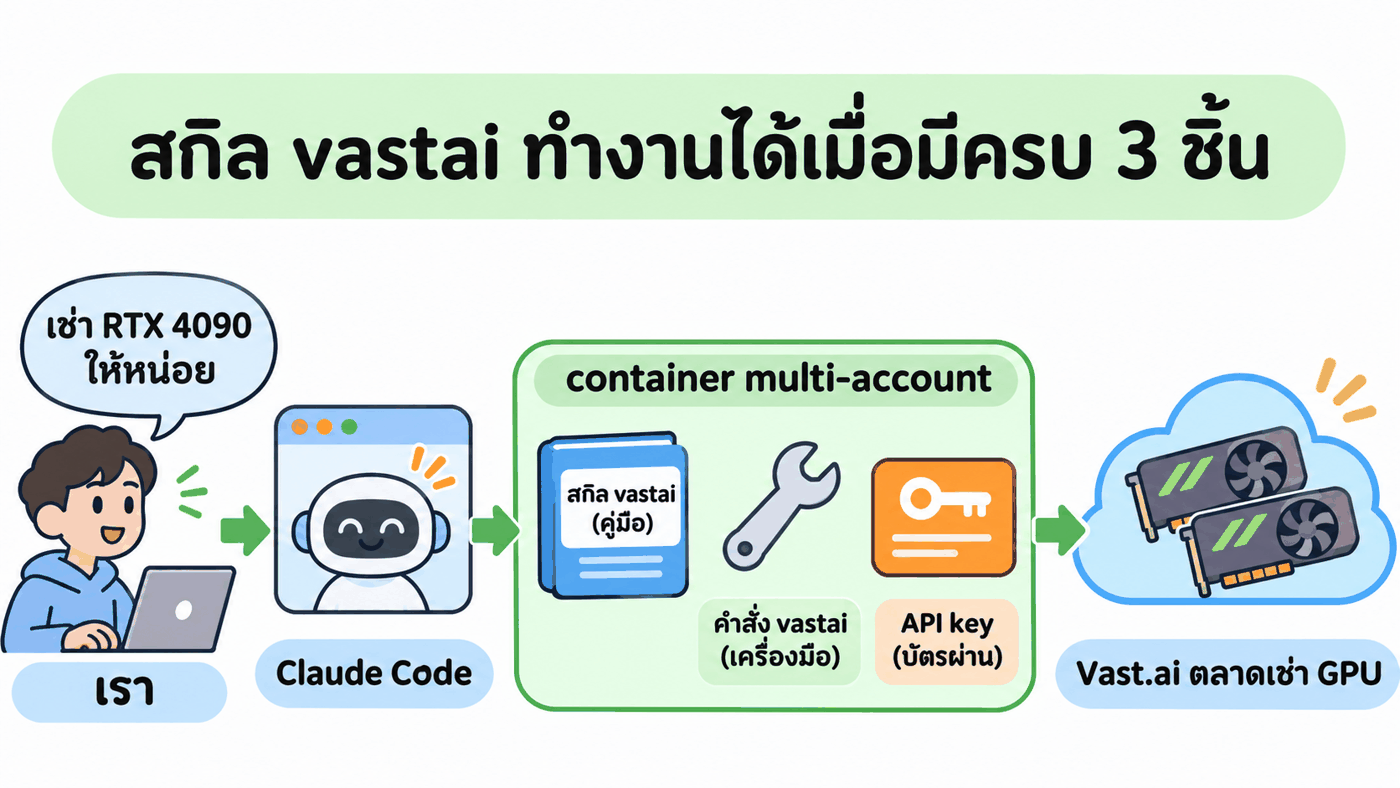 สกิล vastai ทำงานได้เมื่อมีครบ 3 ชิ้น
เช่า RTX 4090
ให้หน่อย
เรา
Claude Code
container multi-account
สกิล vastai
(คู่มือ)
คำสั่ง vastai
(เครื่องมือ)
API key
(บัตรผ่าน)
Vast.ai ตลาดเช่า GPU